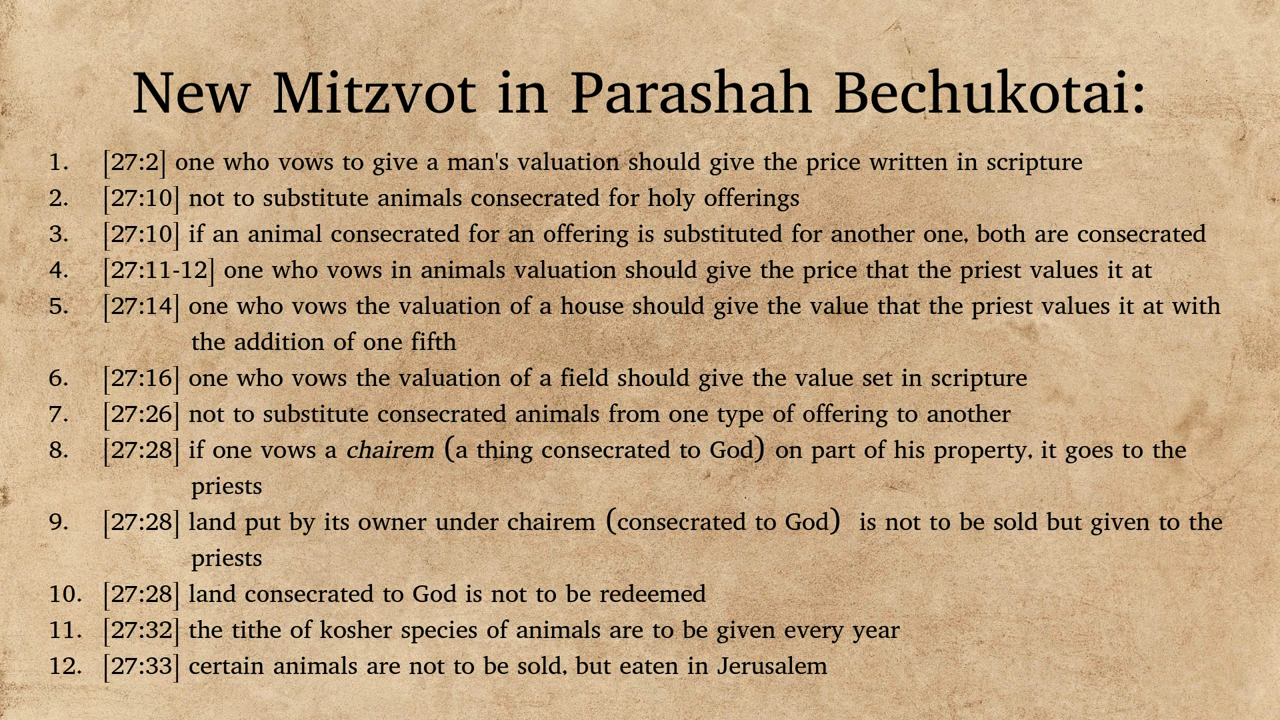 New Mitzvot in Parashah Bechukotai:
1. [27:2] one who vows to give a man's valuation should give the price written in scripture
2. [27:10] not to substitute animals consecrated for holy offerings
3. [27:10] if an animal consecrated for an offering is substituted for another one, both are consecrated
4. [27:11-12] one who vows in animals valuation should give the price that the priest values it at
5. [27:14] one who vows the valuation of a house should give the value that the priest values it at with
the addition of one fifth
6. [27:16] one who vows the valuation of a field should give the value set in scripture
7. [27:26] not to substitute consecrated animals from one type of offering to another
8. [27:28] if one vows a chairem (a thing consecrated to God) on part of his property, it goes to the
priests
9. [27:28] land put by its owner under chairem (consecrated to God)  is not to be sold but given to the
priests
10. [27:28] land consecrated to God is not to be redeemed
11. [27:32] the tithe of kosher species of animals are to be given every year
12. [27:33] certain animals are not to be sold, but eaten in Jerusalem